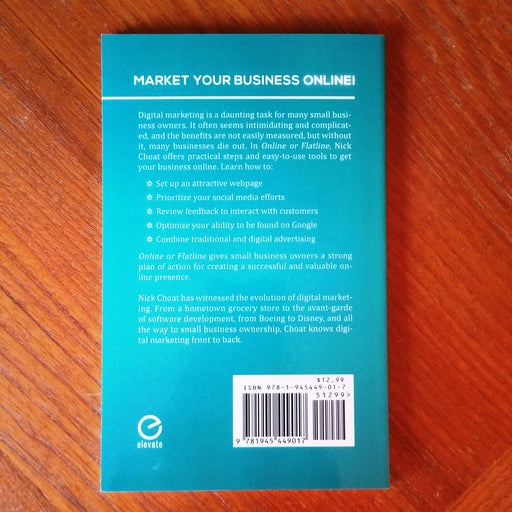 MARKET YOUR BUSINESS ONLINE!
Digital marketing is a daunting task for many small busi-
ness owners. It often seems intimidating and complicat-
ed, and the benefits are not easily measured, but without
it, many businesses die out. In Online or Flatline, Nick
Choat offers practical steps and easy-to-use tools to get
your business online. Learn how to:
Set up an attractive webpage
Prioritize your social media efforts
Review feedback to interact with customers
Optimize your ability to be found on Google
Combine traditional and digital advertising
Online or Flatline gives small business owners a strong
plan of action for creating a successful and valuable on-
line presence.
Nick Choat has witnessed the evolution of digital market-
ing. From a hometown grocery store to the avant-garde
of software development, from Boeing to Disney, and all
the way to small business ownership, Choat knows digi-
tal marketing front to back.
$12.99
ISBN 978-1-945449-01-7
51299>
9 781945 449017
e
elevate